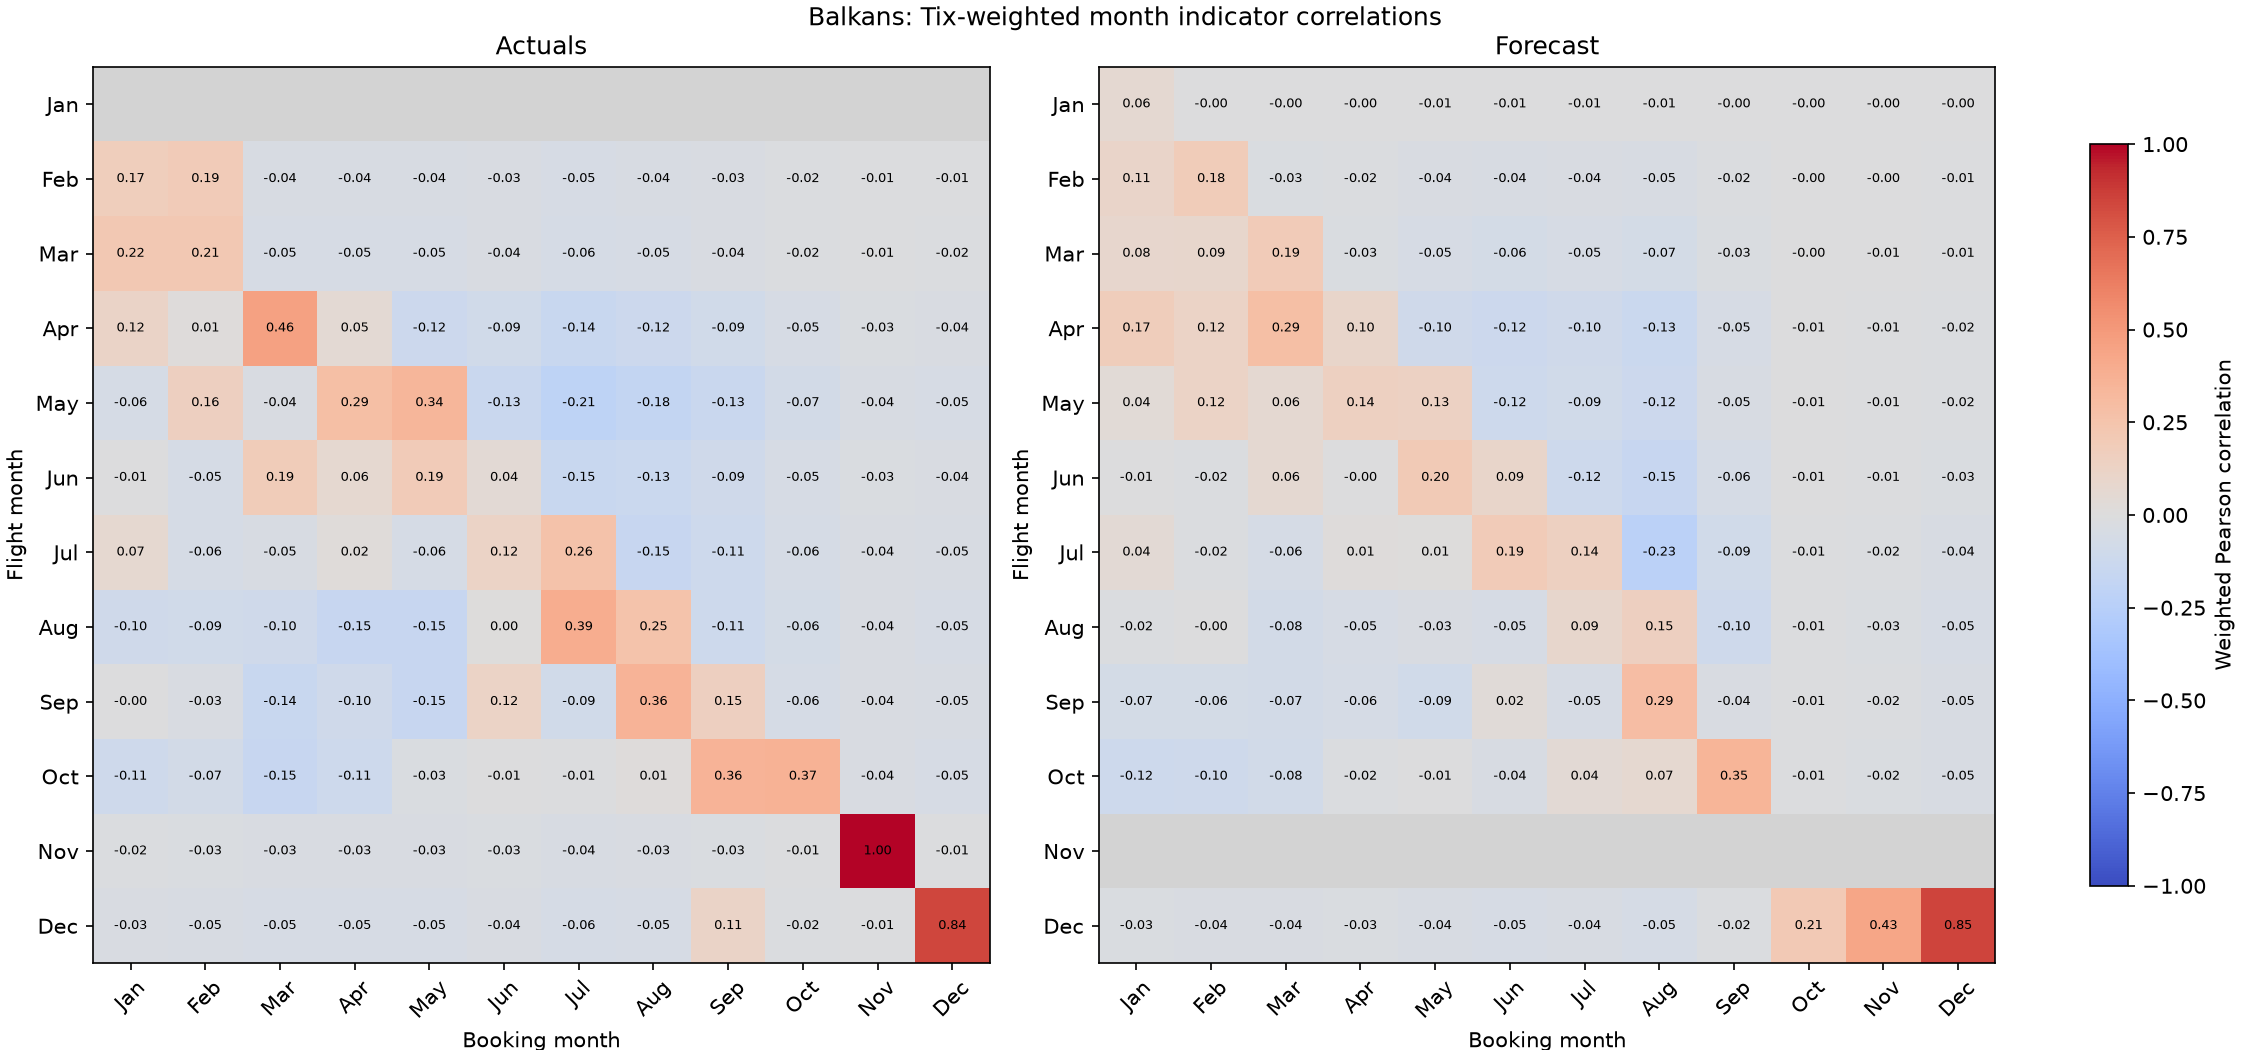 Balkans: Tix-weighted month indicator correlations
Actuals
Flight month
Jan
Feb 0.17 0.19 -0.04 -0.04 -0.04 -0.03 -0.05 -0.04 -0.03 -0.02 -0.01 -0.01
Mar 0.22 0.21 -0.05 -0.05 -0.05 -0.04 -0.06 -0.05 -0.04 -0.02 -0.01 -0.02
Apr 0.12 0.01 0.46 0.05 -0.12 -0.09 -0.14 -0.12 -0.09 -0.05 -0.03 -0.04
May -0.06 0.16 -0.04 0.29 0.34 -0.13 -0.21 -0.18 -0.13 -0.07 -0.04 -0.05
Jun -0.01 -0.05 0.19 0.06 0.19 0.04 -0.15 -0.13 -0.09 -0.05 -0.03 -0.04
Jul 0.07 -0.06 -0.05 0.02 -0.06 0.12 0.26 -0.15 -0.11 -0.06 -0.04 -0.05
Aug -0.10 -0.09 -0.10 -0.15 -0.15 0.00 0.39 0.25 -0.11 -0.06 -0.04 -0.05
Sep -0.00 -0.03 -0.14 -0.10 -0.15 0.12 -0.09 0.36 0.15 -0.06 -0.04 -0.05
Oct -0.11 -0.07 -0.15 -0.11 -0.03 -0.01 -0.01 0.01 0.36 0.37 -0.04 -0.05
Nov -0.02 -0.03 -0.03 -0.03 -0.03 -0.03 -0.04 -0.03 -0.03 -0.01 1.00 -0.01
Dec -0.03 -0.05 -0.05 -0.05 -0.05 -0.04 -0.06 -0.05 0.11 -0.02 -0.01 0.84
Jan Feb Mar Apr May Jun Jul Aug Sep Oct Nov Dec
Booking month
Forecast
Flight month
Jan 0.06 -0.00 -0.00 -0.00 -0.01 -0.01 -0.01 -0.01 -0.00 -0.00 -0.00 -0.00
Feb 0.11 0.18 -0.03 -0.02 -0.04 -0.04 -0.04 -0.05 -0.02 -0.00 -0.00 -0.01
Mar 0.08 0.09 0.19 -0.03 -0.05 -0.06 -0.05 -0.07 -0.03 -0.00 -0.01 -0.01
Apr 0.17 0.12 0.29 0.10 -0.10 -0.12 -0.10 -0.13 -0.05 -0.01 -0.01 -0.02
May 0.04 0.12 0.06 0.14 0.13 -0.12 -0.09 -0.12 -0.05 -0.01 -0.01 -0.02
Jun -0.01 -0.02 0.06 -0.00 0.20 0.09 -0.12 -0.15 -0.06 -0.01 -0.01 -0.03
Jul 0.04 -0.02 -0.06 0.01 0.01 0.19 0.14 -0.23 -0.09 -0.01 -0.02 -0.04
Aug -0.02 -0.00 -0.08 -0.05 -0.03 -0.05 0.09 0.15 -0.10 -0.01 -0.03 -0.05
Sep -0.07 -0.06 -0.07 -0.06 -0.09 0.02 -0.05 0.29 -0.04 -0.01 -0.02 -0.05
Oct -0.12 -0.10 -0.08 -0.02 -0.01 -0.04 0.04 0.07 0.35 -0.01 -0.02 -0.05
Nov
Dec -0.03 -0.04 -0.04 -0.03 -0.04 -0.05 -0.04 -0.05 -0.02 0.21 0.43 0.85
Jan Feb Mar Apr May Jun Jul Aug Sep Oct Nov Dec
Booking month
1.00
0.75
0.50
0.25
0.00
−0.25
−0.50
−0.75
−1.00
Weighted Pearson correlation